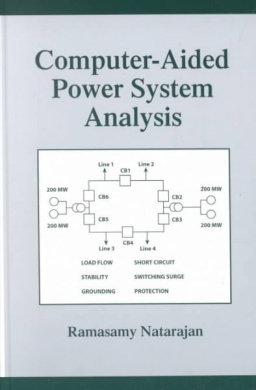 Computer-Aided
Power System
Analysis
Line 1 Line 2
CB1
200 MW 200 MW
CB6 CB2
CB5 CB3
200 MW 200 MW
CB4
Line 3 Line 4
LOAD FLOW SHORT CIRCUIT
STABILITY SWITCHING SURGE
GROUNDING PROTECTION
Ramasamy Natarajan